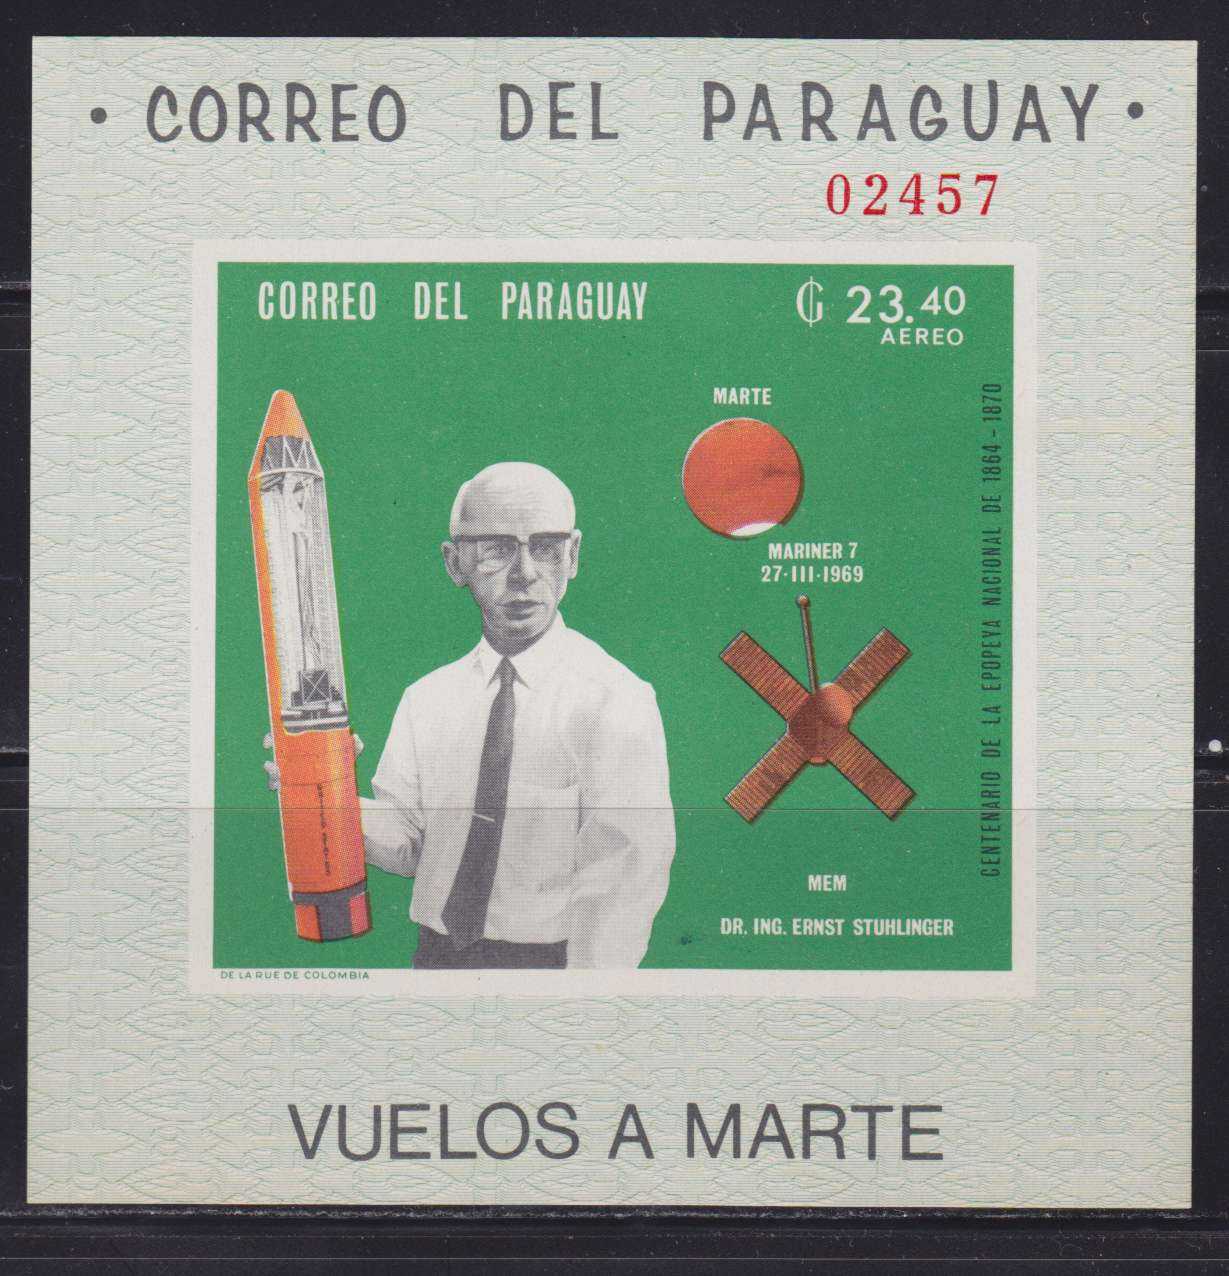 • CORREO DEL PARAGUAY •
02457
CORREO DEL PARAGUAY
₲ 23.40
AEREO
MARTE
MARINER 7
27·III·1969
CENTENARIO DE LA EPOPEYA NACIONAL DE 1864-1870
MEM
DR. ING. ERNST STUHLINGER
DE LA RUE DE COLOMBIA
VUELOS A MARTE